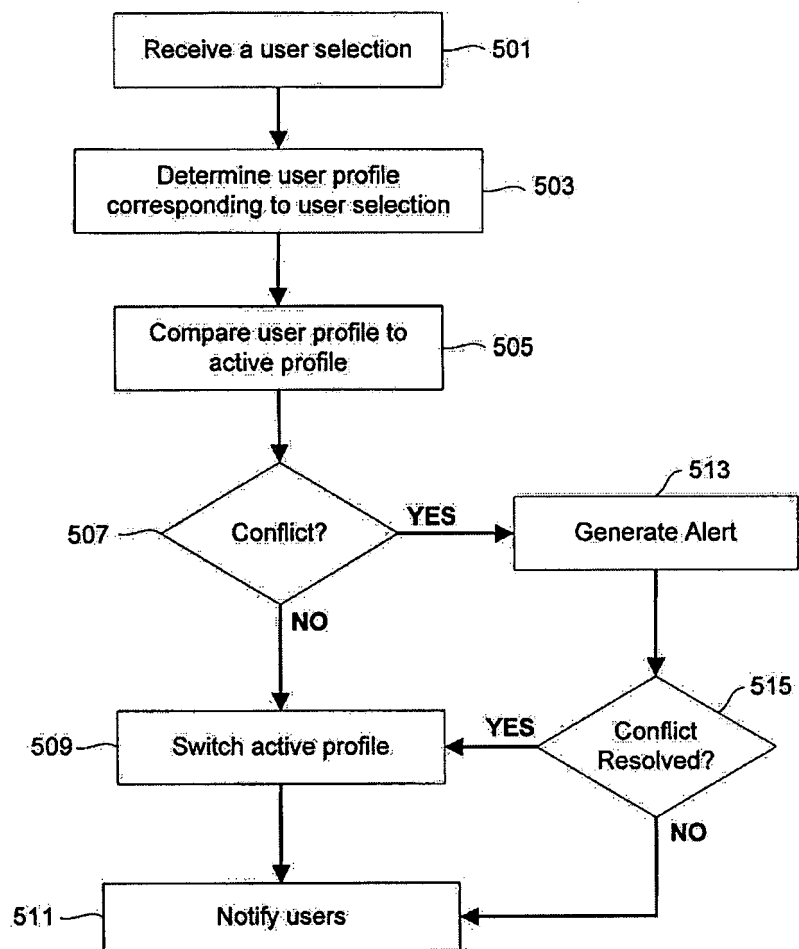 Receive a user selection
501
Determine user profile
corresponding to user selection
503
Compare user profile to
active profile
505
507
Conflict?
YES
NO
513
Generate Alert
515
Conflict
Resolved?
YES
NO
509
Switch active profile
511
Notify users